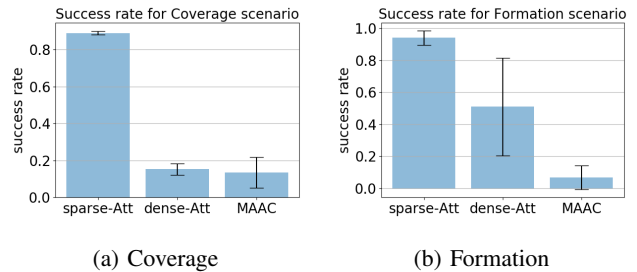 Success rate for Coverage scenario
success rate
0.8
0.6
0.4
0.2
0.0
sparse-Att dense-Att MAAC
(a) Coverage
Success rate for Formation scenario
success rate
1.0
0.8
0.6
0.4
0.2
0.0
sparse-Att dense-Att MAAC
(b) Formation